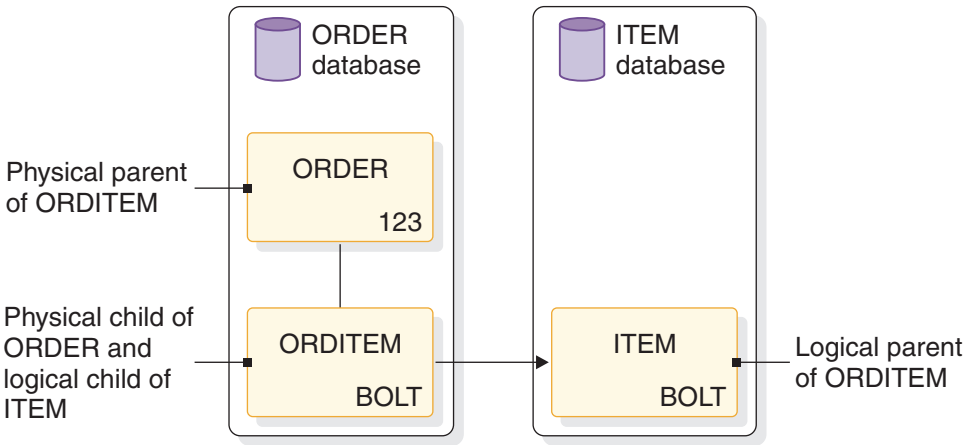 ORDER
database
ITEM
database
Physical parent
of ORDITEM
ORDER
123
Physical child of
ORDER and
logical child of
ITEM
ORDITEM
BOLT
ITEM
BOLT
Logical parent
of ORDITEM